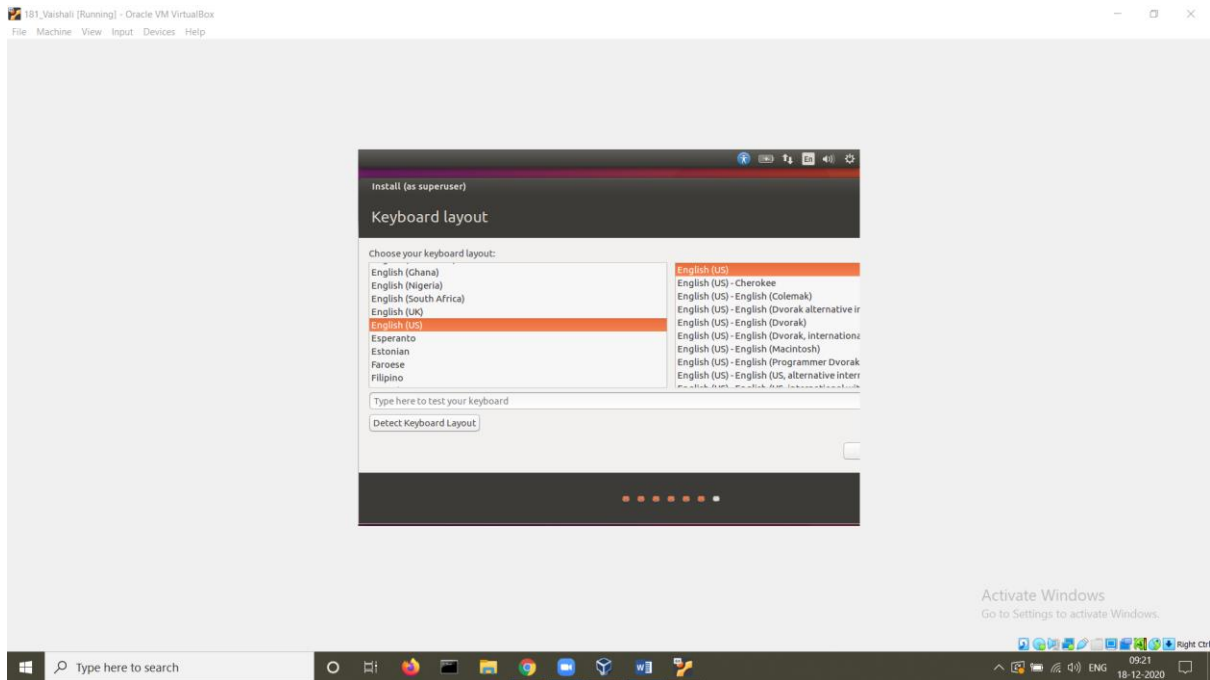 181_Vaishali [Running] - Oracle VM VirtualBox
File Machine View Input Devices Help
En
Install (as superuser)
Keyboard layout
Choose your keyboard layout:
English (Ghana)
English (Nigeria)
English (South Africa)
English (UK)
English (US)
Esperanto
Estonian
Faroese
Filipino
English (US)
English (US) - Cherokee
English (US) - English (Colemak)
English (US) - English (Dvorak alternative
English (US) - English (Dvorak)
English (US) - English (Dvorak, internationa
English (US) - English (Macintosh)
English (US) - English (Programmer Dvorak
English (US) - English (US, alternative inter
Type here to test your keyboard
Detect Keyboard Layout
Activate Windows
Go to Settings to activate Windows.
Right Ctrl
Type here to search
ENG
09:21
18-12-2020